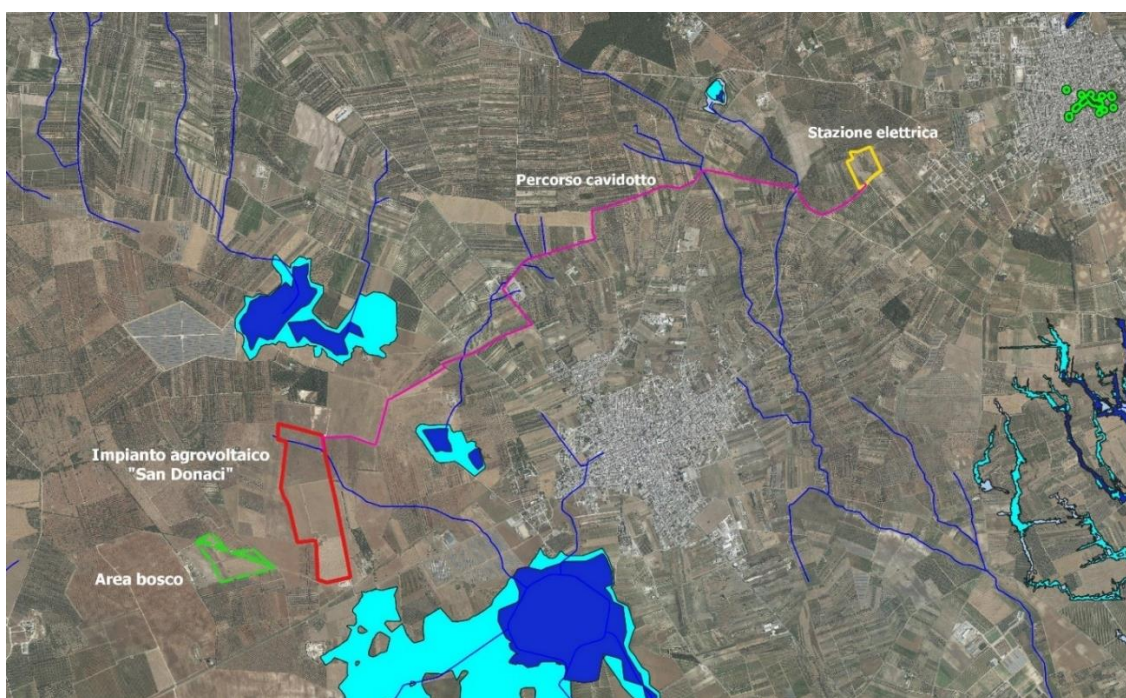 Stazione elettrica
Percorso cavidotto
Impianto agrovoltaico
"San Donaci"
Area bosco